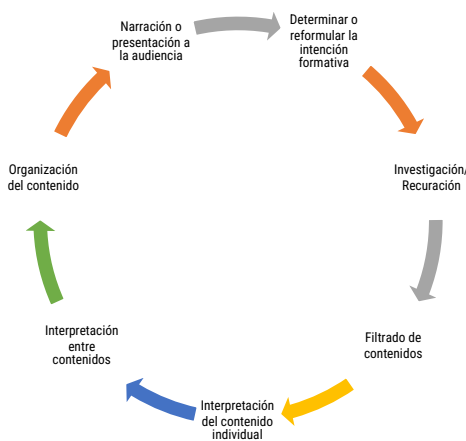 Narración o
presentación a
la audiencia
Determinar o
reformular la
intención
formativa
Investigación/
Recuración
Filtrado de
contenidos
Interpretación
del contenido
individual
Interpretación
entre
contenidos
Organización
del contenido